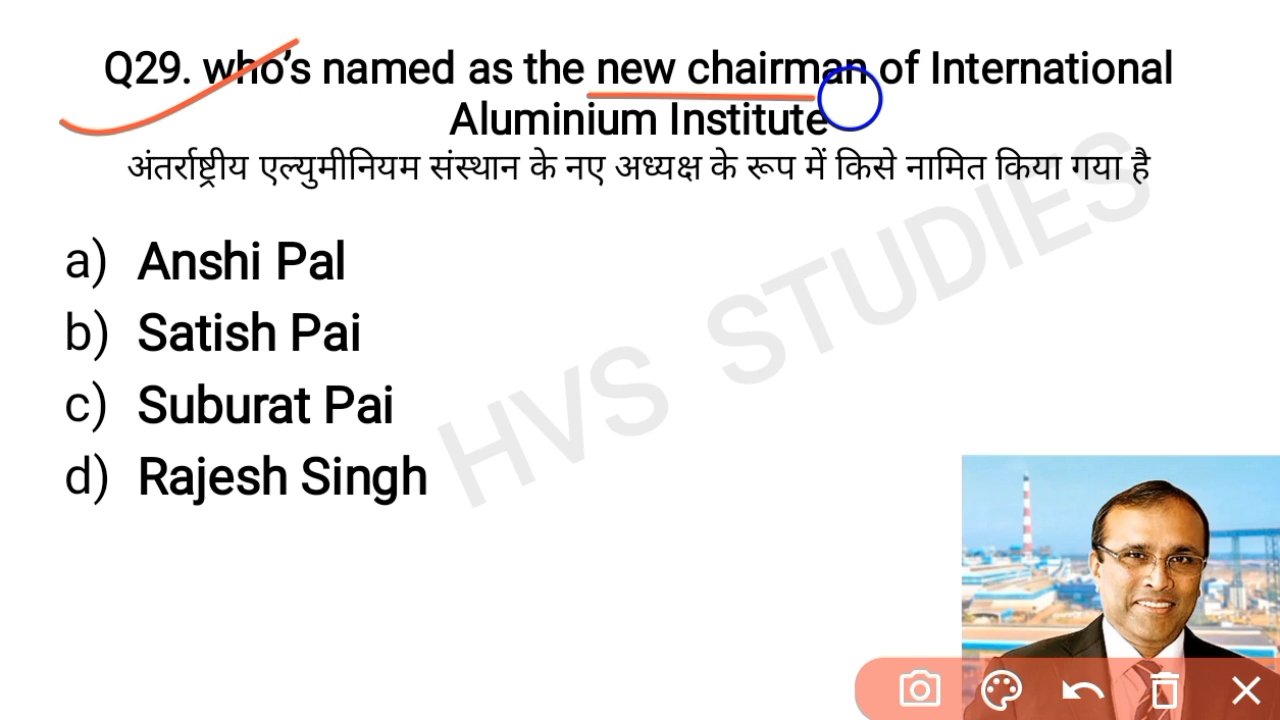 Q29. who's named as the new chairman of International
Aluminium Institute
अंतर्राष्ट्रीय एल्युमीनियम संस्थान के नए अध्यक्ष के रूप में किसे नामित किया गया है
a) Anshi Pal
b) Satish Pai
c) Suburat Pai
d) Rajesh Singh
HVS STUDIES